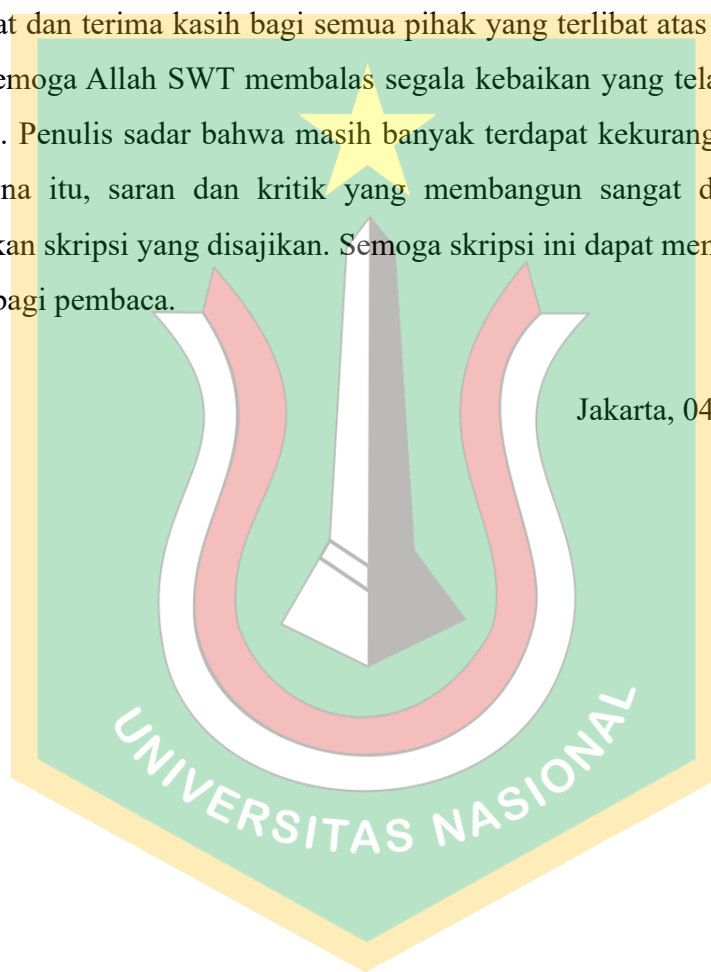 at dan terima kasih bagi semua pihak yang terlibat atas
emoga Allah SWT membalas segala kebaikan yang tela
. Penulis sadar bahwa masih banyak terdapat kekurang
na itu, saran dan kritik yang membangun sangat d
kan skripsi yang disajikan. Semoga skripsi ini dapat mem
bagi pembaca.
Jakarta, 04
UNIVERSITAS NASIONAL